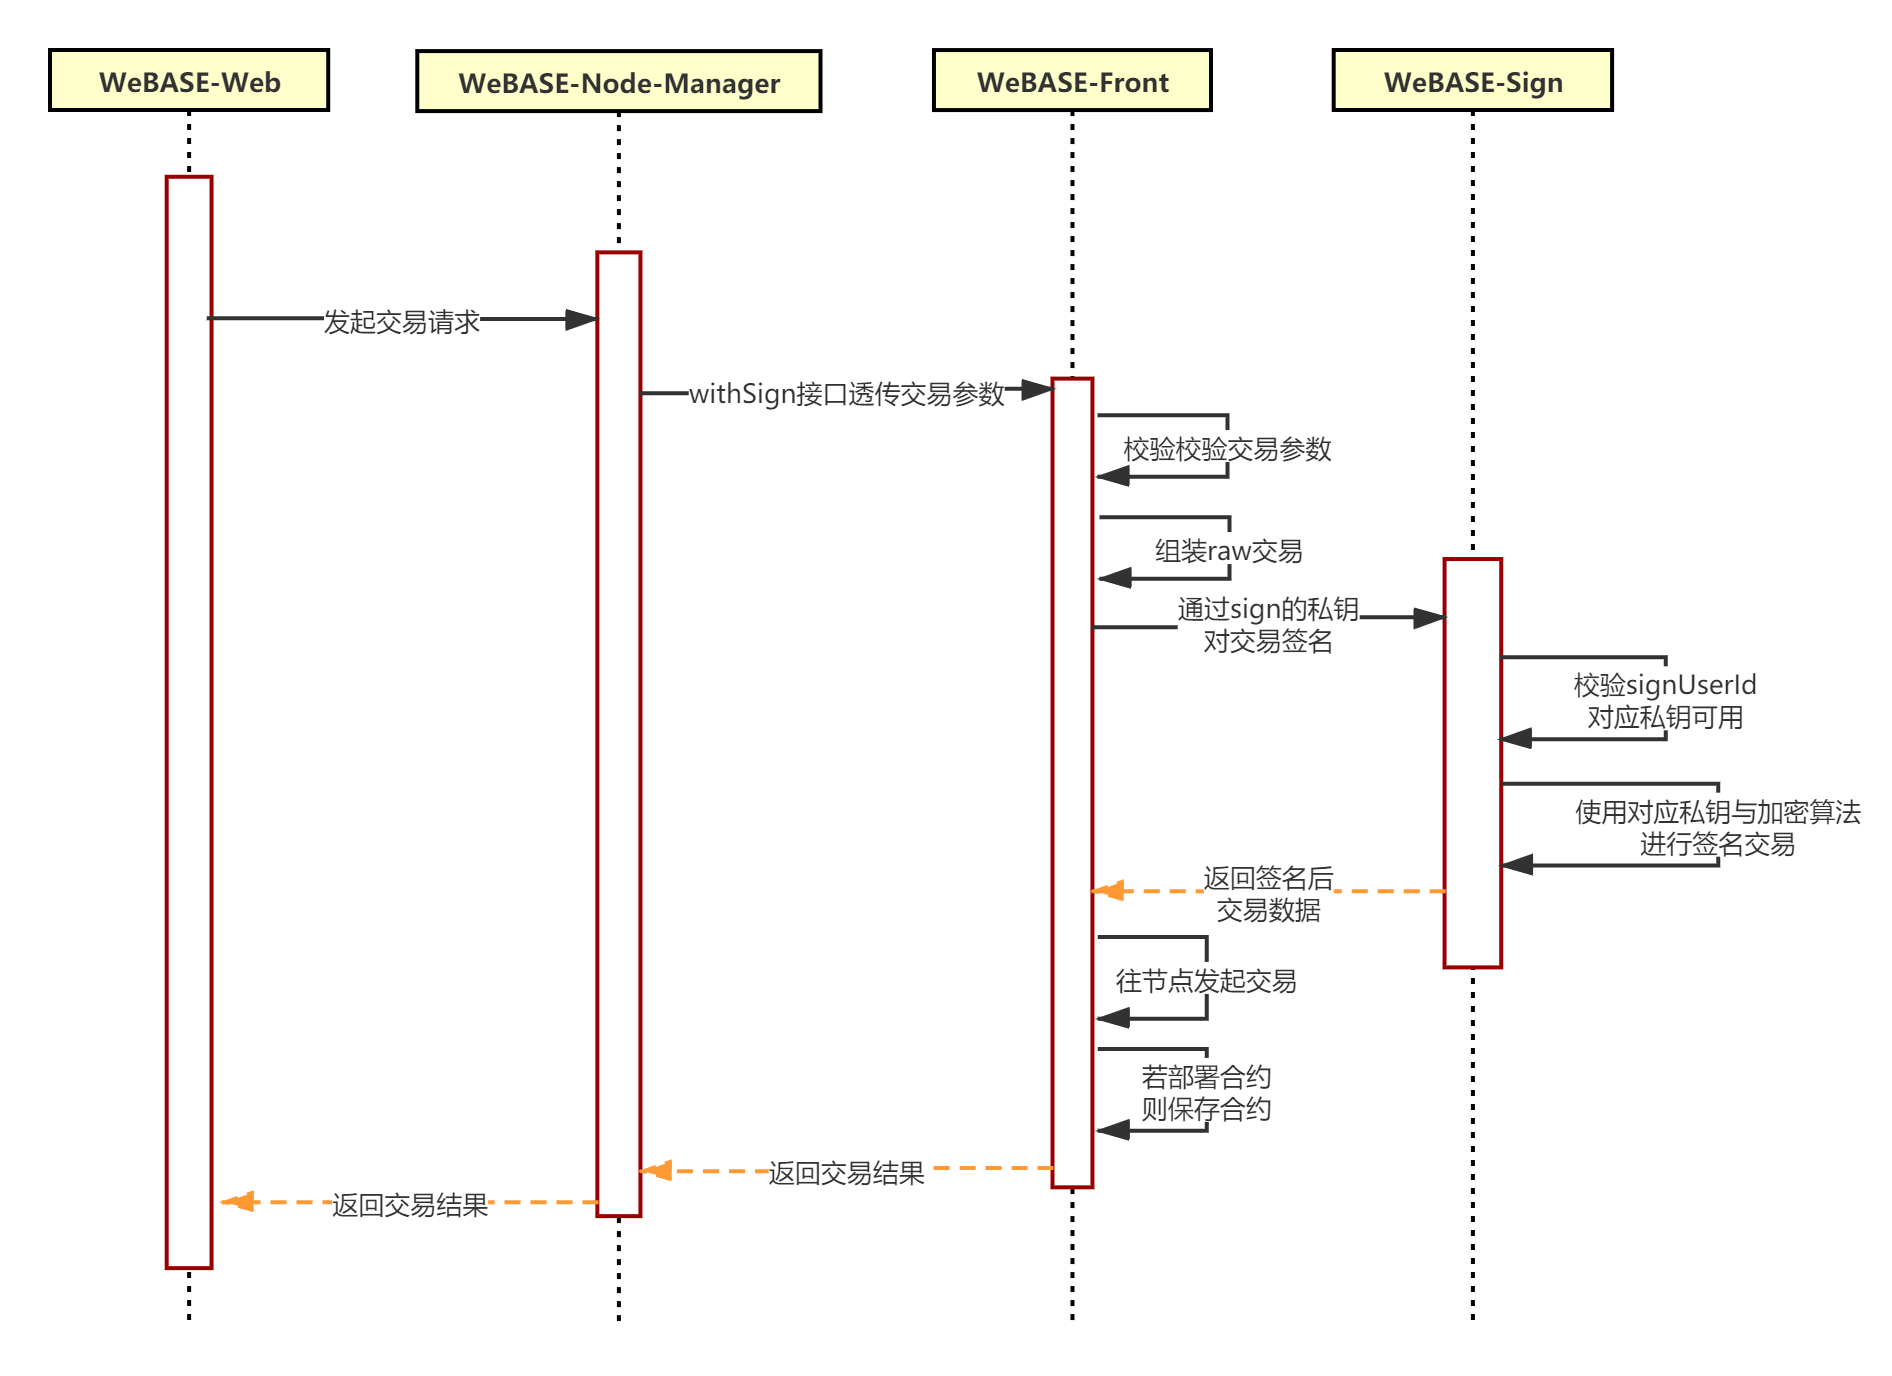 WeBASE-Web
WeBASE-Node-Manager
WeBASE-Front
WeBASE-Sign
发起交易请求
withSign接口透传交易参数
校验校验交易参数
组装raw交易
通过sign的私钥
对交易签名
校验signUserId
对应私钥可用
使用对应私钥与加密算法
进行签名交易
返回签名后
交易数据
往节点发起交易
若部署合约
则保存合约
返回交易结果
返回交易结果